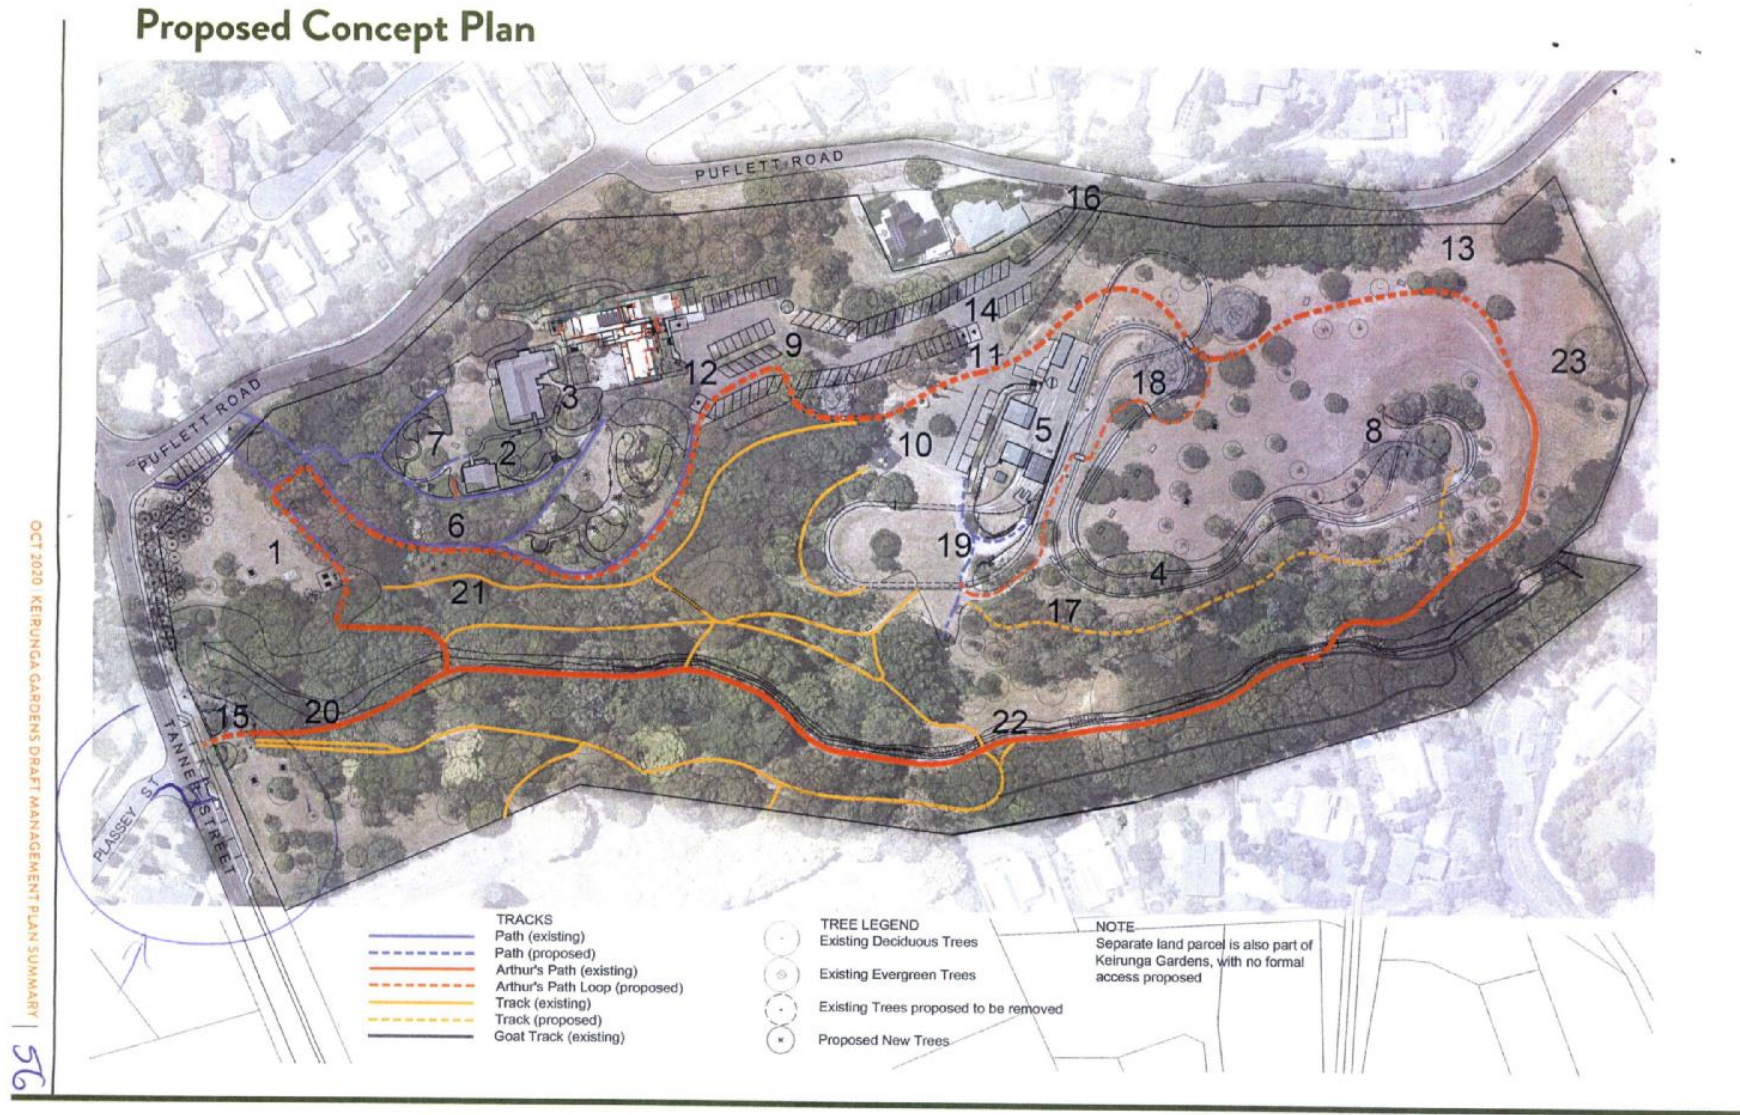 Proposed Concept Plan
PUFLETT ROAD
16
13
14
9
11
12
23
3
18
PUFLETT ROAD
7
2
10
5
8
6
1
19
4
21
17
15
20
22
TANNER STREET
PLASSEY ST
TRACKS
Path (existing)
Path (proposed)
Arthur's Path (existing)
Arthur's Path Loop (proposed)
Track (existing)
Track (proposed)
Goat Track (existing)
TREE LEGEND
Existing Deciduous Trees
Existing Evergreen Trees
Existing Trees proposed to be removed
Proposed New Trees
NOTE
Separate land parcel is also part of
Keirunga Gardens, with no formal
access proposed
OCT 2020 | KEIRUNGA GARDENS DRAFT MANAGEMENT PLAN SUMMARY |
56